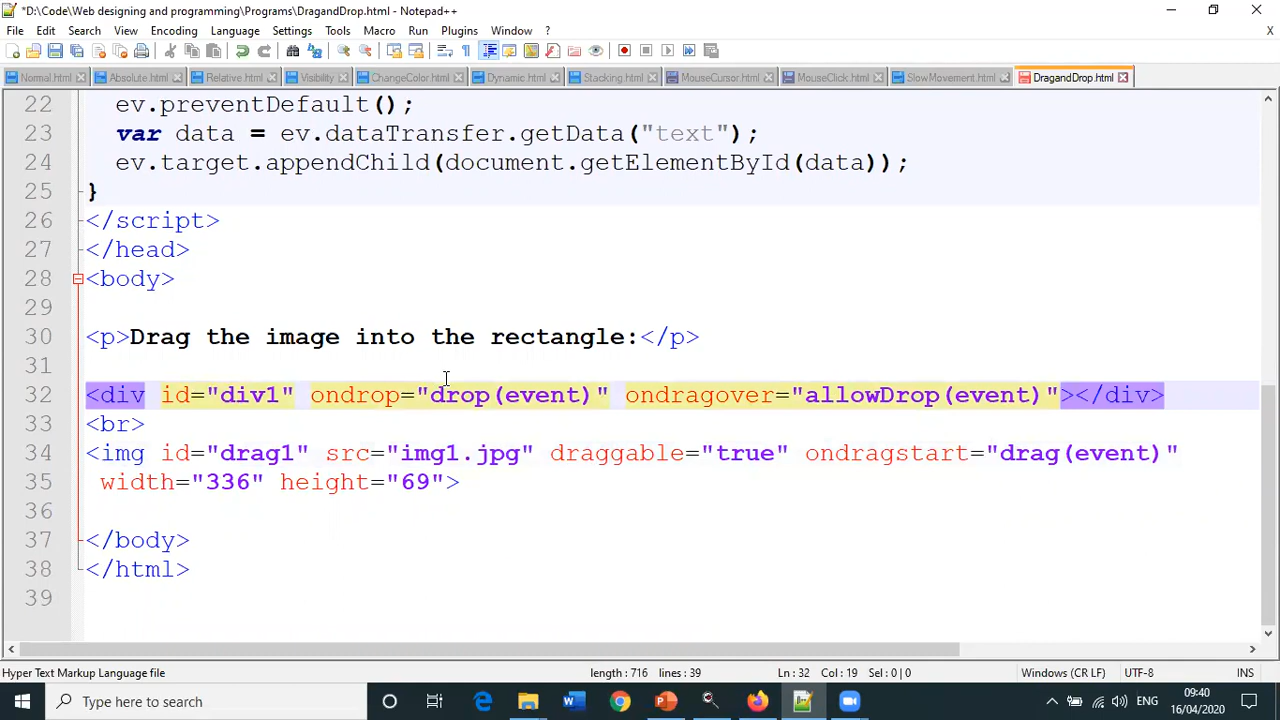 *D:\Code\Web designing and programming\Programs\DragandDrop.html - Notepad++
File Edit Search View Encoding Language Settings Tools Macro Run Plugins Window ? X
Normal.html Absolute.html Relative.html Visibility ChangeColor Dynamic.html Stacking.html MouseCursor.html MouseClick.html SlowMovement.html DragandDrop.html
22 ev.preventDefault();
23 var data = ev.dataTransfer.getData("text");
24 ev.target.appendChild(document.getElementById(data));
25 }
26 </script>
27 </head>
28 <body>
29
30 <p>Drag the image into the rectangle:</p>
31
32 <div id="div1" ondrop="drop(event)" ondragover="allowDrop(event)"></div>
33 <br>
34 <img id="drag1" src="img1.jpg" draggable="true" ondragstart="drag(event)"
35 width="336" height="69">
36
37 </body>
38 </html>
39
Hyper Text Markup Language file length : 716 lines : 39 Ln : 32 Col : 19 Sel : 0 | 0 Windows (CR LF) UTF-8 INS
Type here to search ENG 09:40
16/04/2020